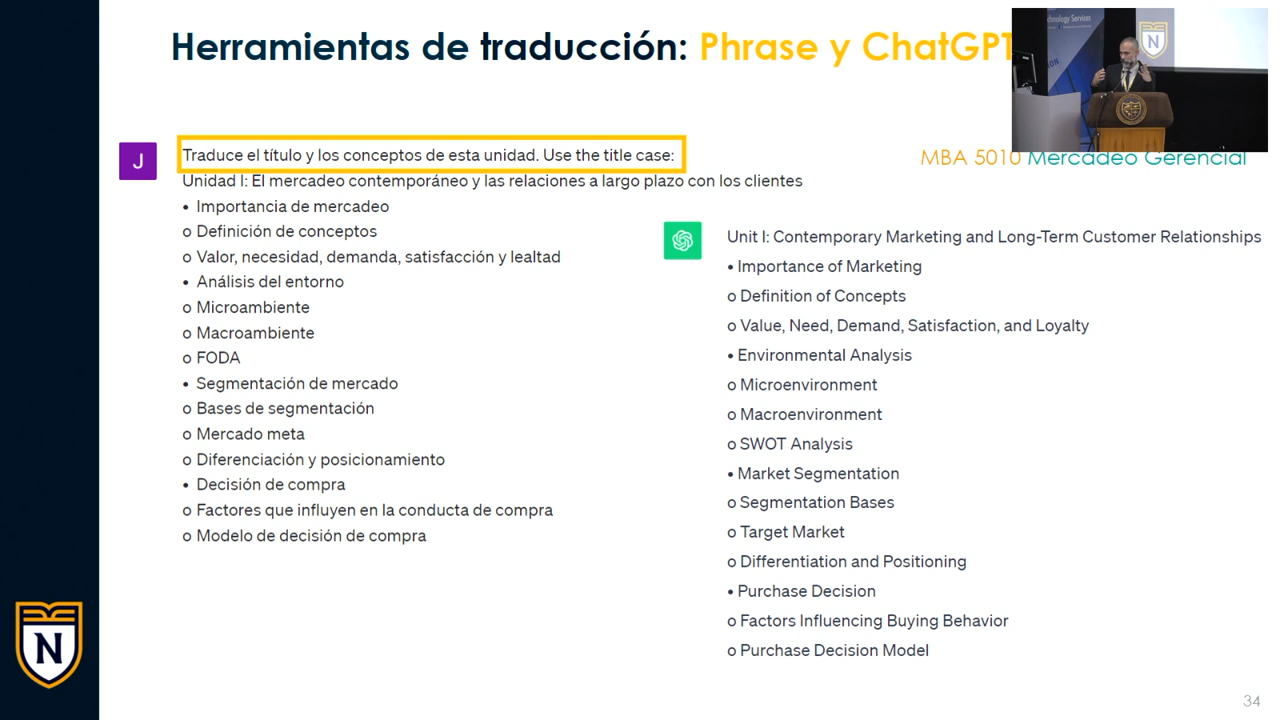 Herramientas de traducción: Phrase y ChatGPT
Technology Services
N
J
Traduce el título y los conceptos de esta unidad. Use the title case:
Unidad I: El mercadeo contemporáneo y las relaciones a largo plazo con los clientes
• Importancia de mercadeo
o Definición de conceptos
o Valor, necesidad, demanda, satisfacción y lealtad
• Análisis del entorno
o Microambiente
o Macroambiente
o FODA
• Segmentación de mercado
o Bases de segmentación
o Mercado meta
o Diferenciación y posicionamiento
• Decisión de compra
o Factores que influyen en la conducta de compra
o Modelo de decisión de compra
MBA 5010 Mercadeo Gerencial
Unit I: Contemporary Marketing and Long-Term Customer Relationships
• Importance of Marketing
o Definition of Concepts
o Value, Need, Demand, Satisfaction, and Loyalty
• Environmental Analysis
o Microenvironment
o Macroenvironment
o SWOT Analysis
• Market Segmentation
o Segmentation Bases
o Target Market
o Differentiation and Positioning
• Purchase Decision
o Factors Influencing Buying Behavior
o Purchase Decision Model
N
34